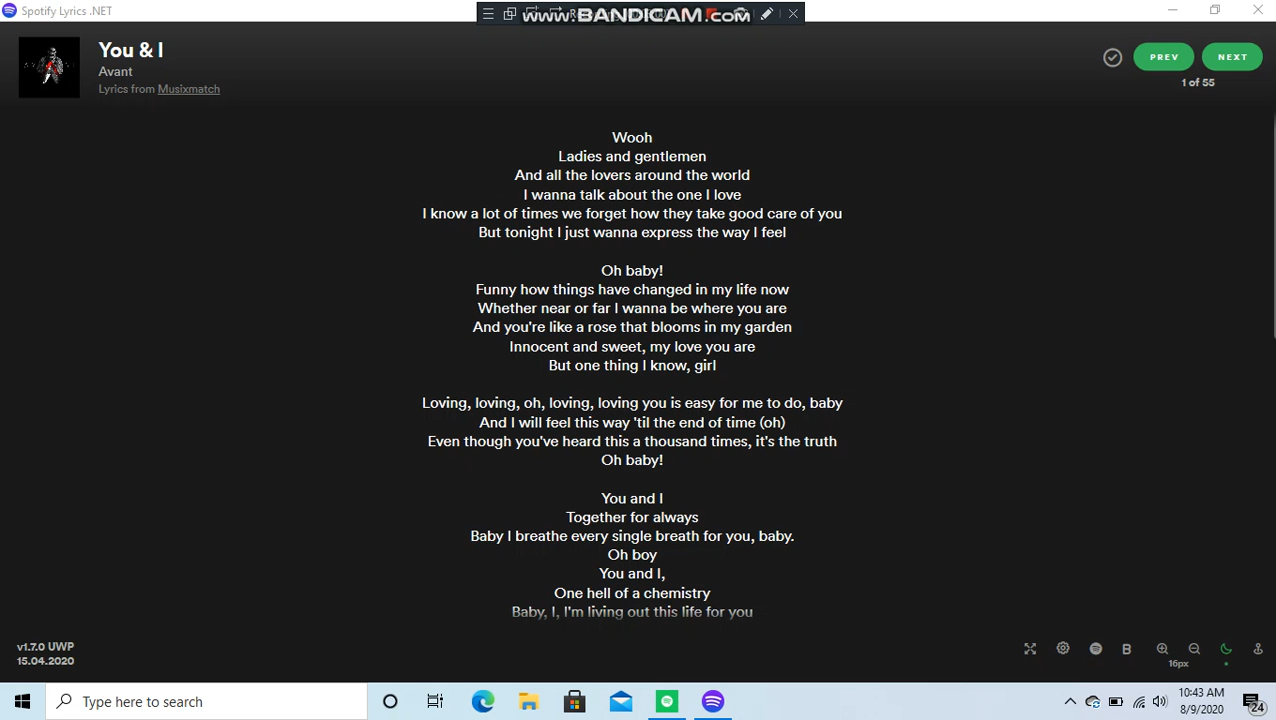 Spotify Lyrics .NET
www.BANDICAM.com
You & I
Avant
Lyrics from Musixmatch
PREV
NEXT
1 of 55
Wooh
Ladies and gentlemen
And all the lovers around the world
I wanna talk about the one I love
I know a lot of times we forget how they take good care of you
But tonight I just wanna express the way I feel
Oh baby!
Funny how things have changed in my life now
Whether near or far I wanna be where you are
And you're like a rose that blooms in my garden
Innocent and sweet, my love you are
But one thing I know, girl
Loving, loving, oh, loving, loving you is easy for me to do, baby
And I will feel this way 'til the end of time (oh)
Even though you've heard this a thousand times, it's the truth
Oh baby!
You and I
Together for always
Baby I breathe every single breath for you, baby.
Oh boy
You and I,
One hell of a chemistry
Baby, I, I'm living out this life for you
v1.7.0 UWP
15.04.2020
B
16px
Type here to search
10:43 AM
8/9/2020
24